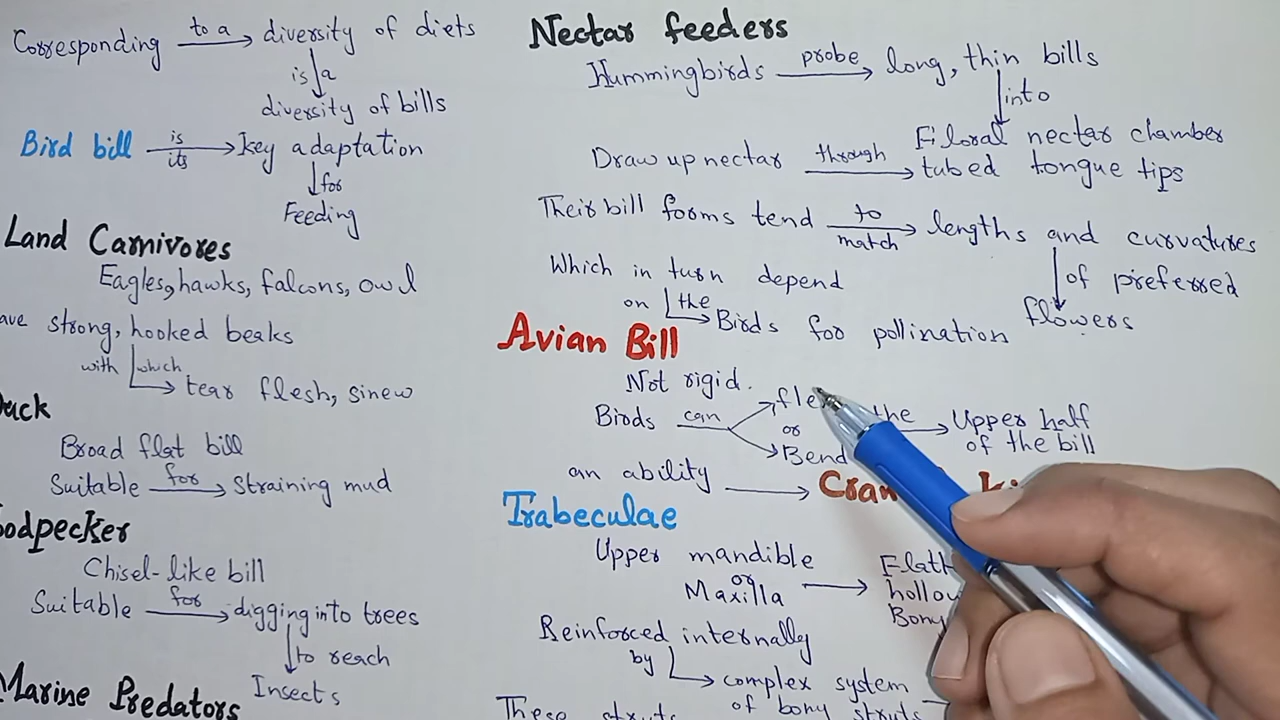 Corresponding to a diversity of diets
is a
diversity of bills
Bird bill is its Key adaptation
for
Feeding
Land Carnivores
Eagles, hawks, falcons, owl
strong, hooked beaks
with which
tear flesh, sinew
Broad flat bill
Suitable for straining mud
Chisel-like bill
Suitable for digging into trees
to reach
Insects
Marine Predators
Nectar feeders
Hummingbirds probe long, thin bills
into
Floral nectar chamber
Draw up nectar through tubed tongue tips
Their bill forms tend to match lengths and curvatures
of preferred
flowers
Which in turn depend
on the
Birds for pollination
Avian Bill
Not rigid.
Birds can
or
Bend
the Upper half
of the bill
an ability
Trabeculae
Upper mandible
or
Maxilla
Bony
Reinforced internally
by
complex system
of bony struts
These struts